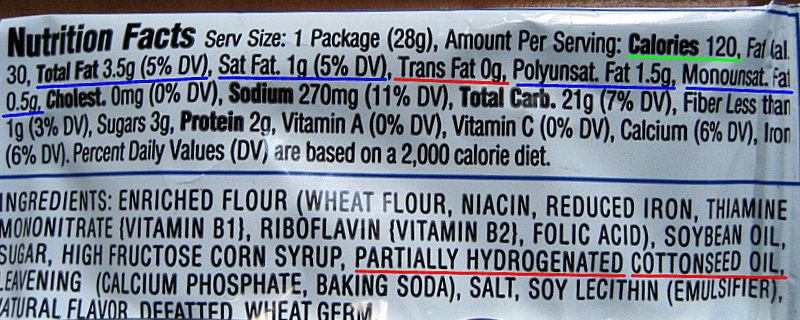 Nutrition Facts Serv Size: 1 Package (28g), Amount Per Serving: Calories 120, Fat Cal.
30, Total Fat 3.5g (5% DV), Sat Fat. 1g (5% DV), Trans Fat 0g, Polyunsat. Fat 1.5g, Monounsat. Fat
0.5g, Cholest. 0mg (0% DV), Sodium 270mg (11% DV), Total Carb. 21g (7% DV), Fiber Less than
1g (3% DV), Sugars 3g, Protein 2g, Vitamin A (0% DV), Vitamin C (0% DV), Calcium (6% DV), Iron
(6% DV). Percent Daily Values (DV) are based on a 2,000 calorie diet.
INGREDIENTS: ENRICHED FLOUR (WHEAT FLOUR, NIACIN, REDUCED IRON, THIAMINE
MONONITRATE {VITAMIN B1}, RIBOFLAVIN {VITAMIN B2}, FOLIC ACID), SOYBEAN OIL,
SUGAR, HIGH FRUCTOSE CORN SYRUP, PARTIALLY HYDROGENATED COTTONSEED OIL,
LEAVENING (CALCIUM PHOSPHATE, BAKING SODA), SALT, SOY LECITHIN (EMULSIFIER),
NATURAL FLAVOR, DEFATTED WHEAT GERM